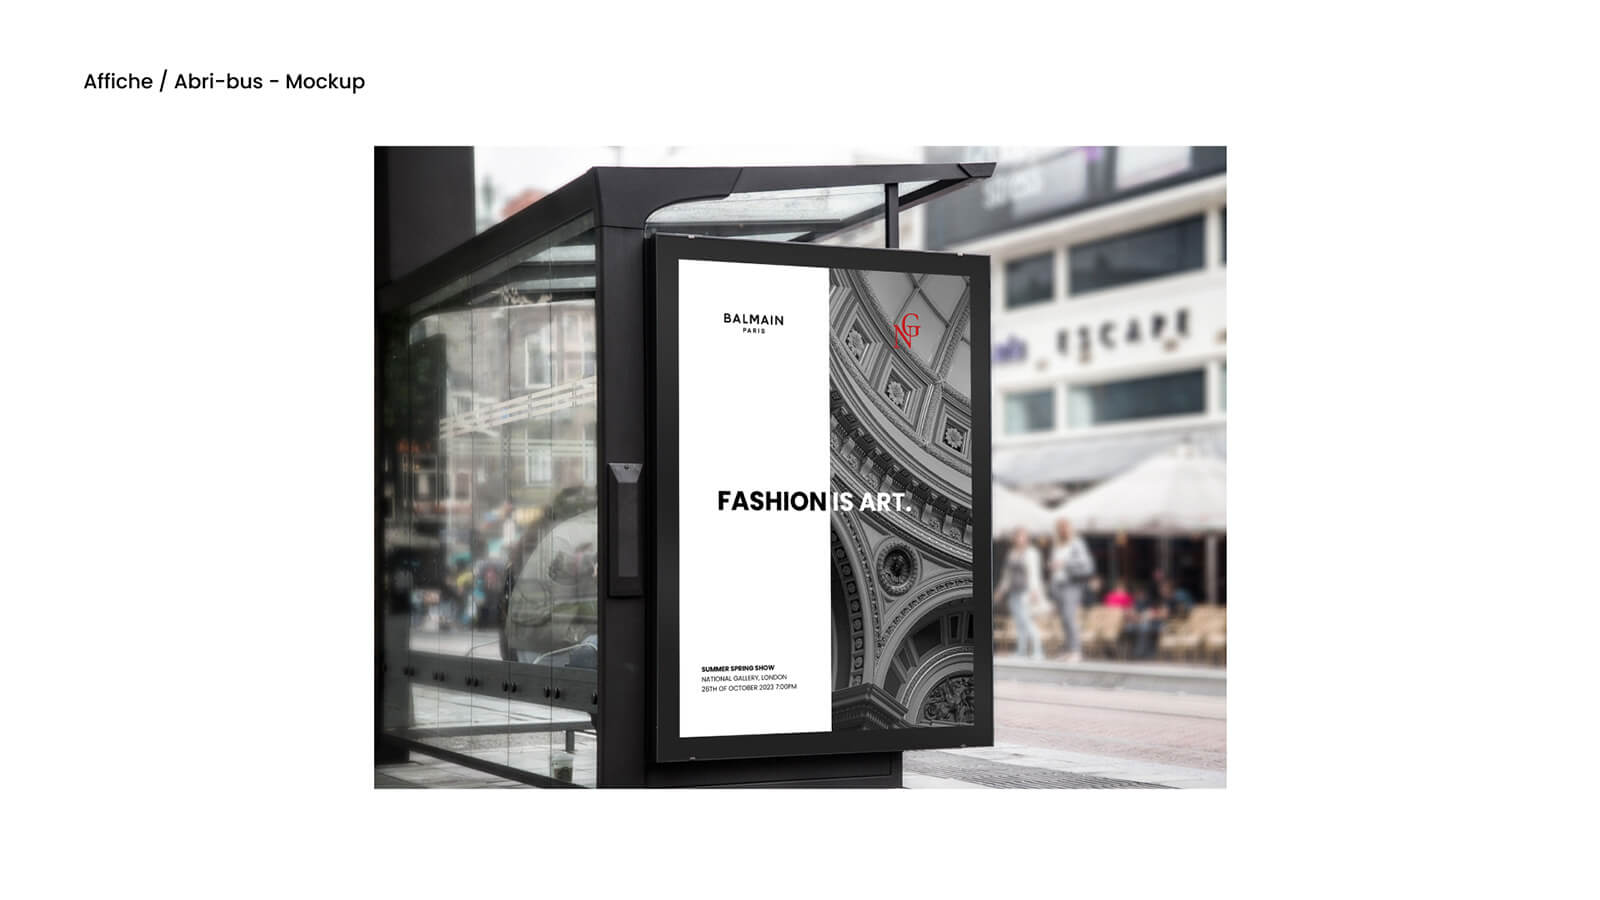 Affiche / Abri-bus - Mockup
BALMAIN
PARIS
NG
FASHION IS ART.
SUMMER SPRING SHOW
NATIONAL GALLERY, LONDON
26TH OF OCTOBER 2023 7:00PM
ESCAPE